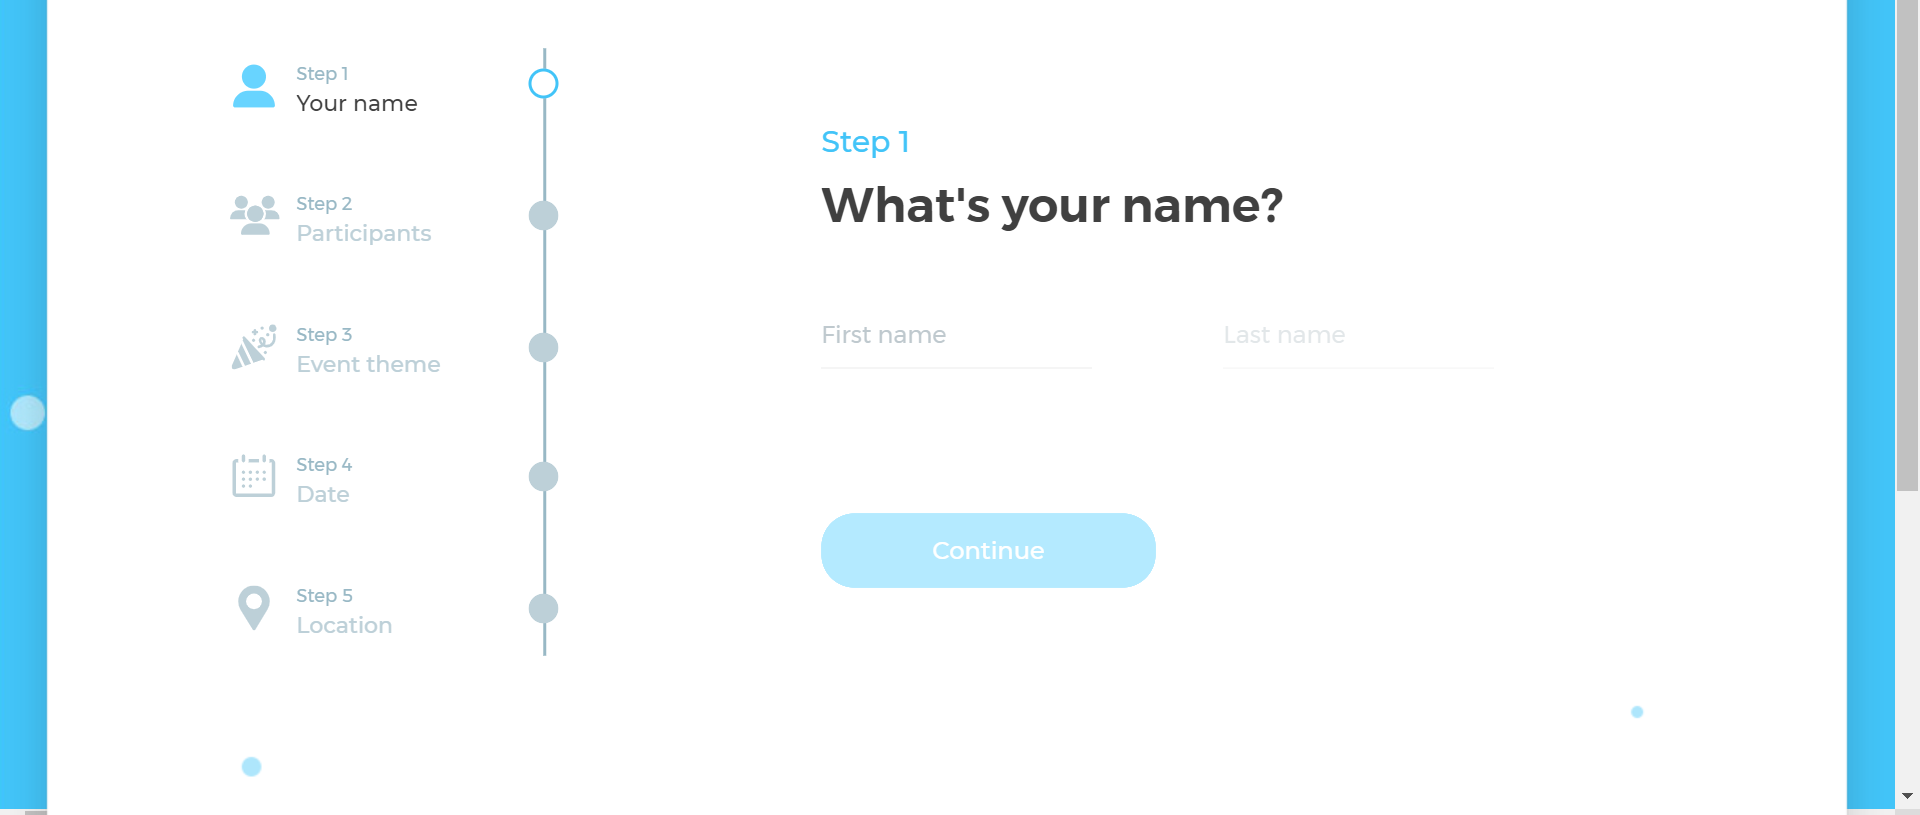 Step 1
Your name
Step 2
Participants
Step 3
Event theme
Step 4
Date
Step 5
Location
Step 1
What's your name?
First name
Last name
Continue